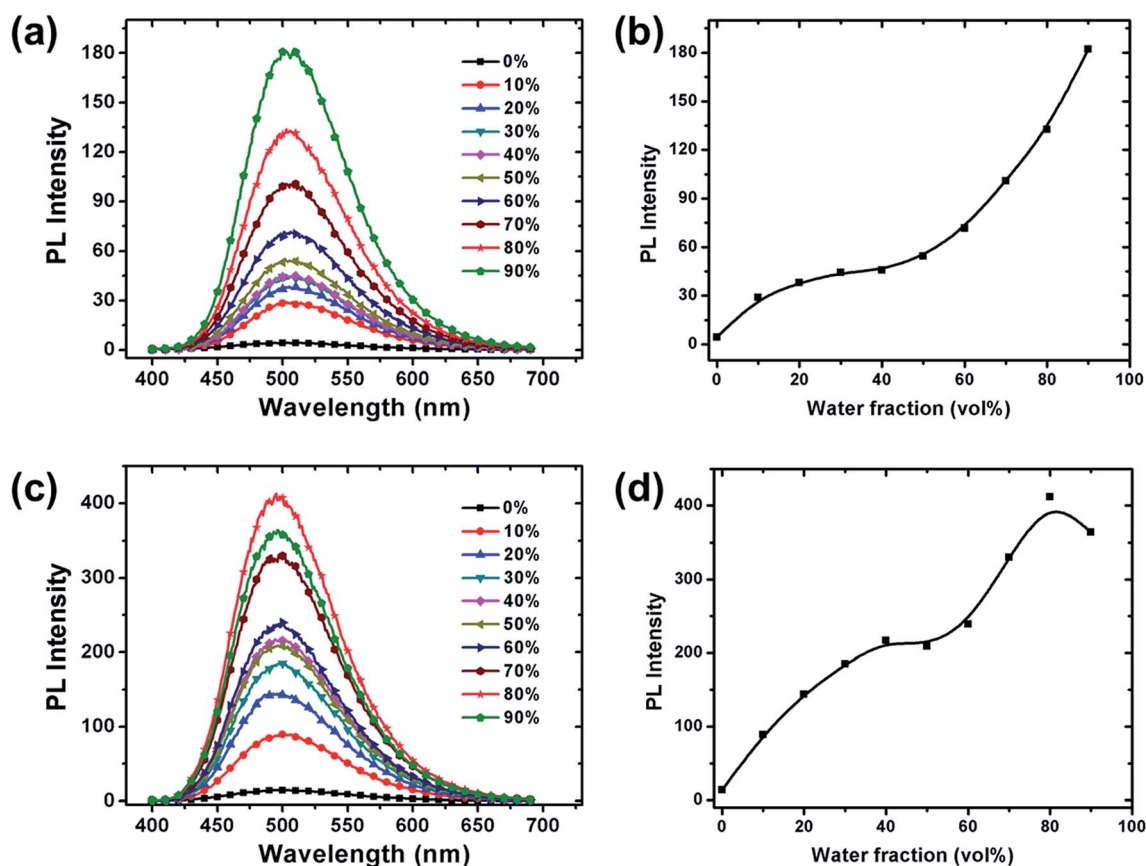 (a)
PL Intensity
180
150
120
90
60
30
0
400 450 500 550 600 650 700
Wavelength (nm)
0%
10%
20%
30%
40%
50%
60%
70%
80%
90%
(b)
PL Intensity
180
150
120
90
60
30
0
0 20 40 60 80 100
Water fraction (vol%)
(c)
PL Intensity
400
300
200
100
0
400 450 500 550 600 650 700
Wavelength (nm)
0%
10%
20%
30%
40%
50%
60%
70%
80%
90%
(d)
PL Intensity
400
300
200
100
0
0 20 40 60 80 100
Water fraction (vol%)